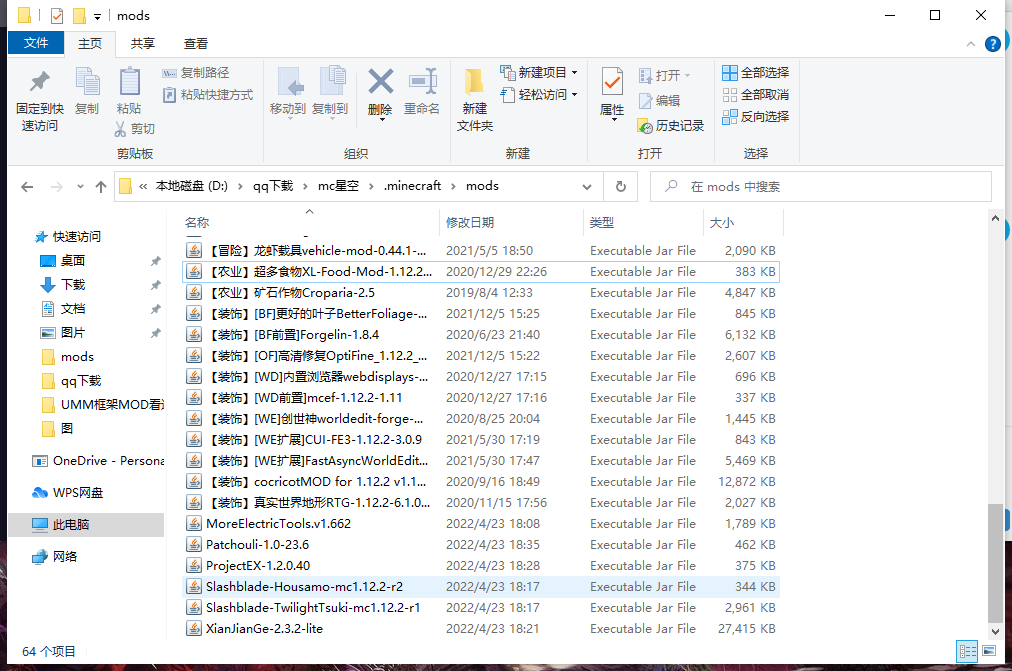 mods
文件 主页 共享 查看
固定到快速访问
复制
粘贴
复制路径
粘贴快捷方式
剪切
剪贴板
移动到
复制到
删除
重命名
组织
新建文件夹
新建项目
轻松访问
新建
属性
打开
编辑
历史记录
打开
全部选择
全部取消
反向选择
选择
« 本地磁盘 (D:) › qq下载 › mc星空 › .minecraft › mods
在 mods 中搜索
快速访问
桌面
下载
文档
图片
mods
qq下载
UMM框架MOD看这
图
OneDrive - Persona
WPS网盘
此电脑
网络
名称 修改日期 类型 大小
【冒险】龙虾载具vehicle-mod-0.44.1-... 2021/5/5 18:50 Executable Jar File 2,090 KB
【农业】超多食物XL-Food-Mod-1.12.2... 2020/12/29 22:26 Executable Jar File 383 KB
【农业】矿石作物Croparia-2.5 2019/8/4 12:33 Executable Jar File 4,847 KB
【装饰】[BF]更好的叶子BetterFoliage-... 2021/12/5 15:25 Executable Jar File 845 KB
【装饰】[BF前置]Forgelin-1.8.4 2020/6/23 21:40 Executable Jar File 6,132 KB
【装饰】[OF]高清修复OptiFine_1.12.2_... 2021/12/5 15:22 Executable Jar File 2,607 KB
【装饰】[WD]内置浏览器webdisplays-... 2020/12/27 17:15 Executable Jar File 696 KB
【装饰】[WD前置]mcef-1.12.2-1.11 2020/12/27 17:16 Executable Jar File 337 KB
【装饰】[WE]创世神worldedit-forge-... 2020/8/25 20:04 Executable Jar File 1,445 KB
【装饰】[WE扩展]CUI-FE3-1.12.2-3.0.9 2021/5/30 17:19 Executable Jar File 843 KB
【装饰】[WE扩展]FastAsyncWorldEdit... 2021/5/30 17:47 Executable Jar File 5,469 KB
【装饰】cocricotMOD for 1.12.2 v1.1... 2020/9/16 18:49 Executable Jar File 12,872 KB
【装饰】真实世界地形RTG-1.12.2-6.1.0... 2020/11/15 17:56 Executable Jar File 2,027 KB
MoreElectricTools.v1.662 2022/4/23 18:08 Executable Jar File 1,789 KB
Patchouli-1.0-23.6 2022/4/23 18:35 Executable Jar File 462 KB
ProjectEX-1.2.0.40 2022/4/23 18:28 Executable Jar File 375 KB
Slashblade-Housamo-mc1.12.2-r2 2022/4/23 18:17 Executable Jar File 344 KB
Slashblade-TwilightTsuki-mc1.12.2-r1 2022/4/23 18:17 Executable Jar File 2,961 KB
XianJianGe-2.3.2-lite 2022/4/23 18:21 Executable Jar File 27,415 KB
64 个项目